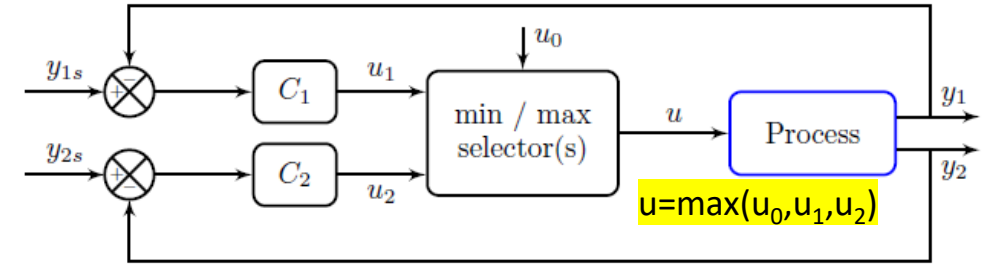 u₀
y₁ₛ
+
−
C₁
u₁
min / max
selector(s)
u
Process
y₁
y₂ₛ
+
−
C₂
u₂
y₂
u=max(u₀,u₁,u₂)